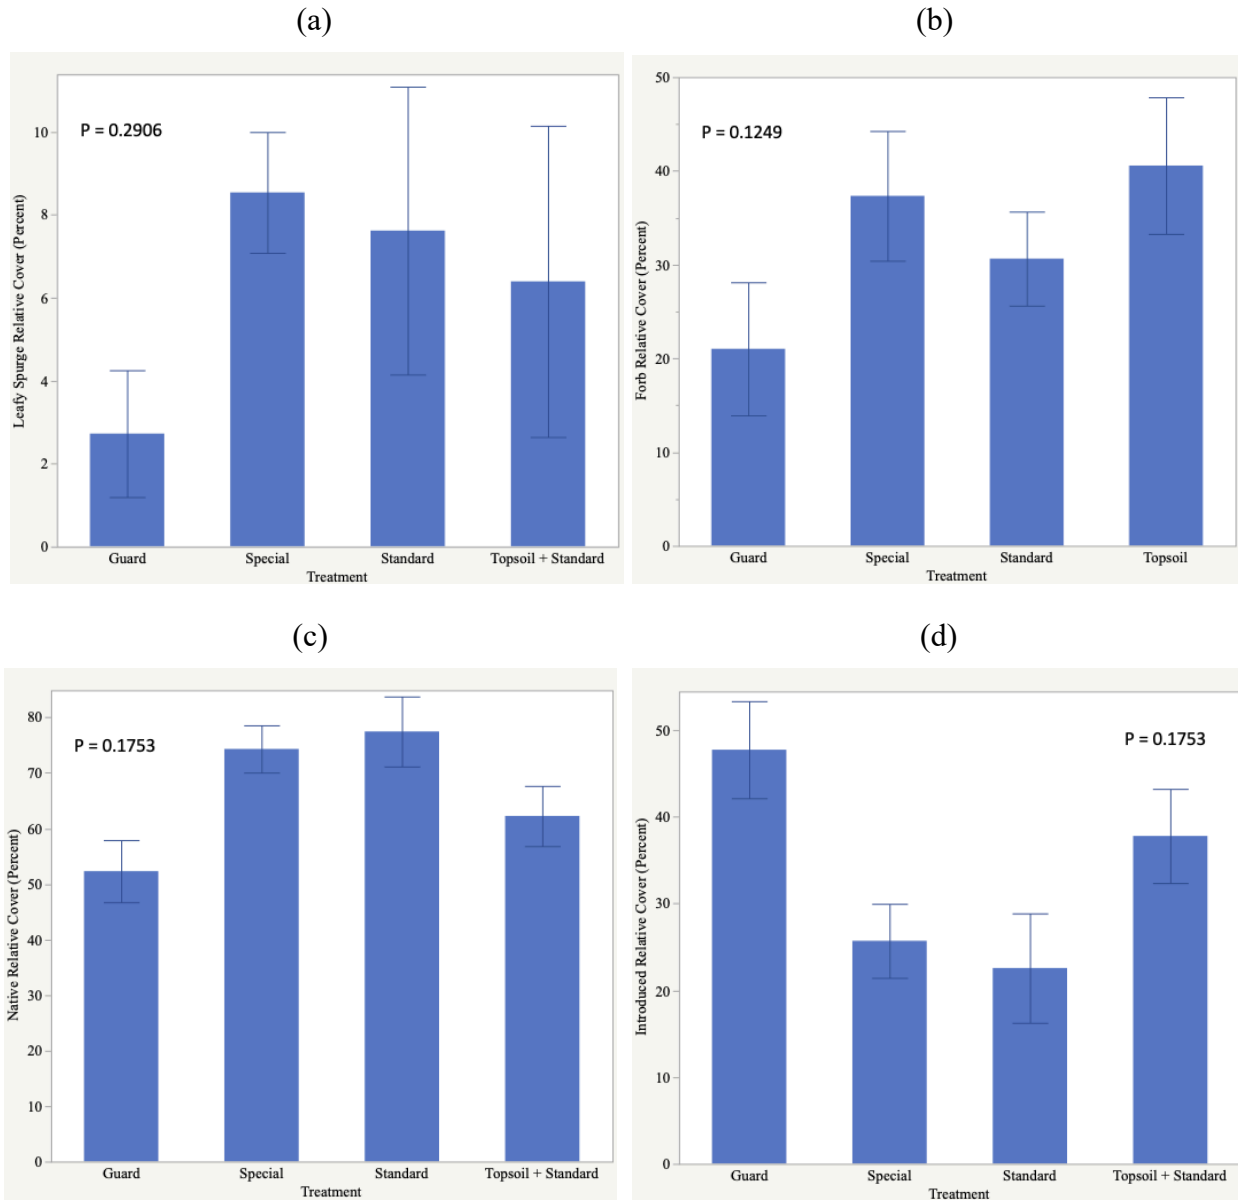 (a)
P = 0.2906
Leafy Spurge Relative Cover (Percent)
10
8
6
4
2
0
Guard Special Standard Topsoil + Standard
Treatment
(b)
P = 0.1249
Forb Relative Cover (Percent)
50
40
30
20
10
0
Guard Special Standard Topsoil
Treatment
(c)
P = 0.1753
Native Relative Cover (Percent)
80
70
60
50
40
30
20
10
0
Guard Special Standard Topsoil + Standard
Treatment
(d)
P = 0.1753
Introduced Relative Cover (Percent)
50
40
30
20
10
0
Guard Special Standard Topsoil + Standard
Treatment